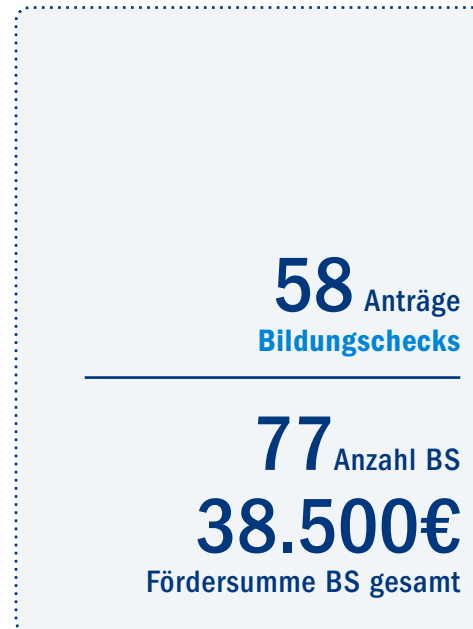 58 Anträge
Bildungschecks
77 Anzahl BS
38.500€
Fördersumme BS gesamt